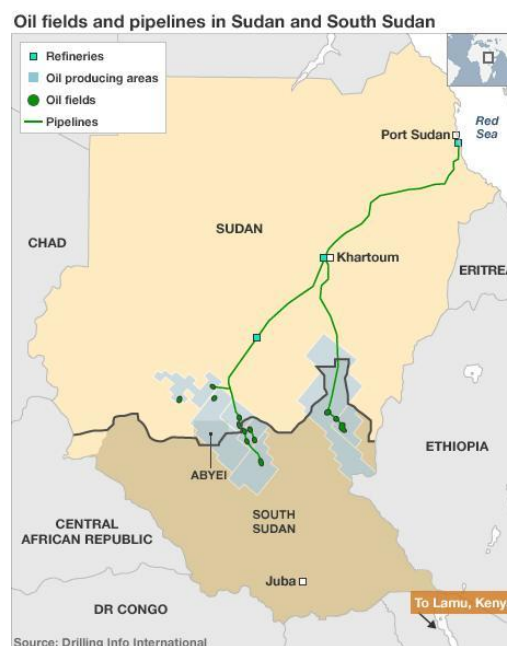 Oil fields and pipelines in Sudan and South Sudan
Refineries
Oil producing areas
Oil fields
Pipelines
Port Sudan
Red
Sea
SUDAN
CHAD
Khartoum
ERITREA
ETHIOPIA
ABYEI
SOUTH
SUDAN
CENTRAL
AFRICAN REPUBLIC
Juba
To Lamu, Keny
DR CONGO
Source: Drilling Info International